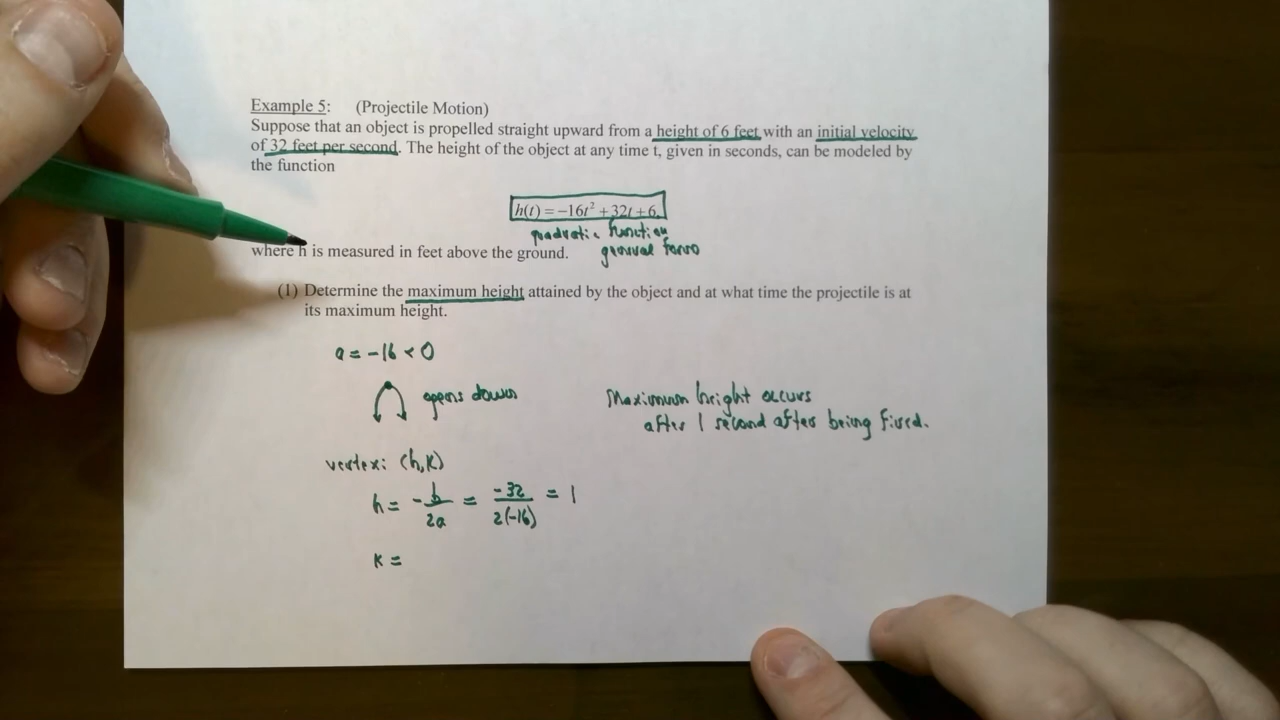 Example 5: (Projectile Motion)
Suppose that an object is propelled straight upward from a height of 6 feet with an initial velocity
of 32 feet per second. The height of the object at any time t, given in seconds, can be modeled by
the function
h(t) = −16t² + 32t + 6,
quadratic function
general form
where h is measured in feet above the ground.
(1) Determine the maximum height attained by the object and at what time the projectile is at
its maximum height.
a = -16 < 0
opens down
Maximum height occurs
after 1 second after being fired.
vertex: (h,k)
h = -b/2a = -32/2(-16) = 1
k =